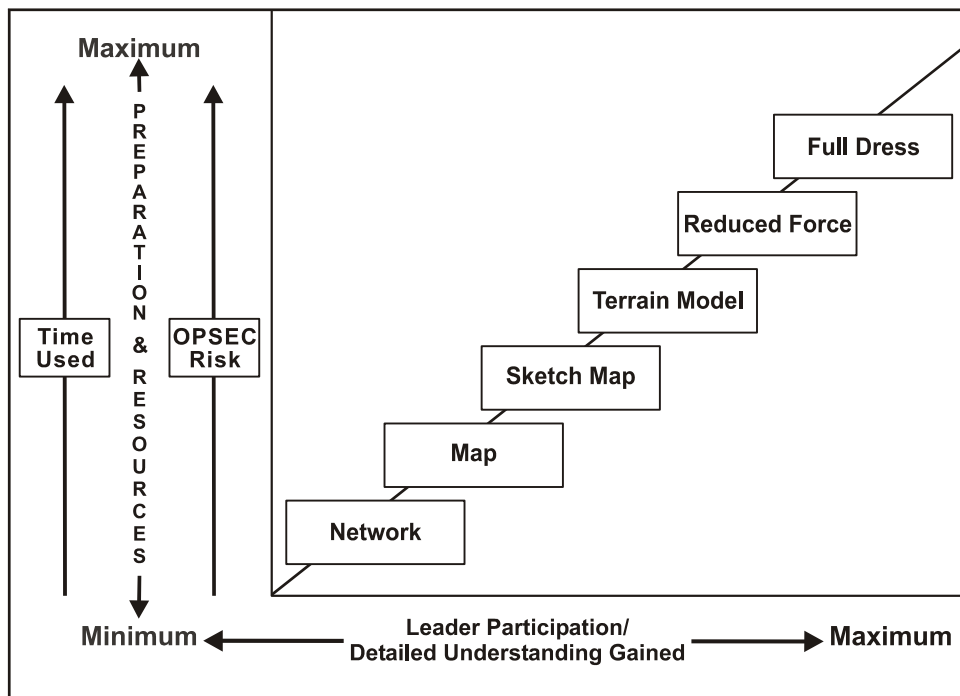 Maximum
PREPARATION & RESOURCES
Time
Used
OPSEC
Risk
Full Dress
Reduced Force
Terrain Model
Sketch Map
Map
Network
Minimum
Leader Participation/
Detailed Understanding Gained
Maximum